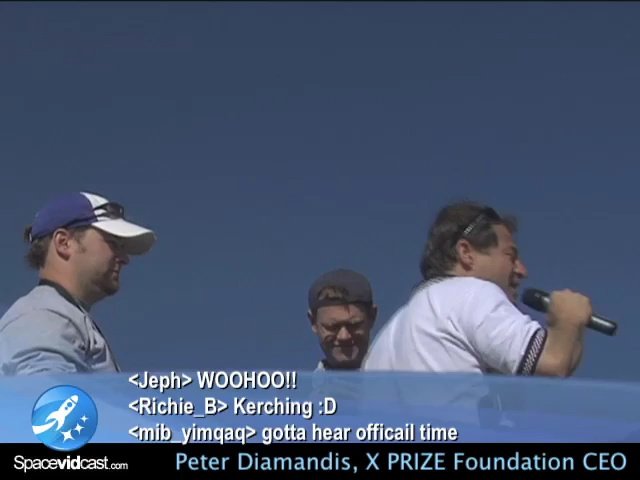 <Jeph> WOOHOO!!
<Richie_B> Kerching :D
<mib_yimqaq> gotta hear officail time
Spacevidcast.com
Peter Diamandis, X PRIZE Foundation CEO